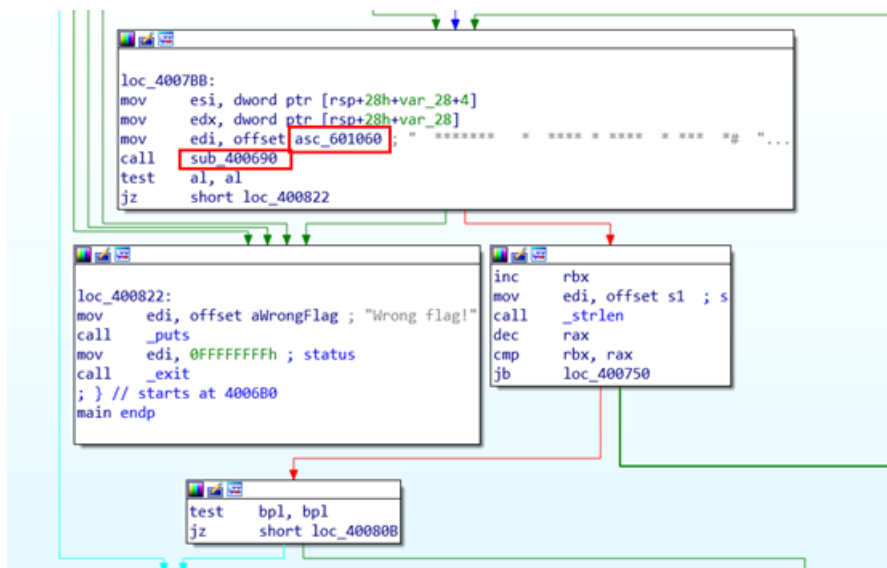 loc_4007BB:
mov esi, dword ptr [rsp+28h+var_28+4]
mov edx, dword ptr [rsp+28h+var_28]
mov edi, offset asc_601060 ; " ******* * **** * **** * *** *# "...
call sub_400690
test al, al
jz short loc_400822
loc_400822:
mov edi, offset aWrongFlag ; "Wrong flag!"
call _puts
mov edi, 0FFFFFFFFh ; status
call _exit
; } // starts at 4006B0
main endp
inc rbx
mov edi, offset s1 ; s
call _strlen
dec rax
cmp rbx, rax
jb loc_400750
test bpl, bpl
jz short loc_40080B